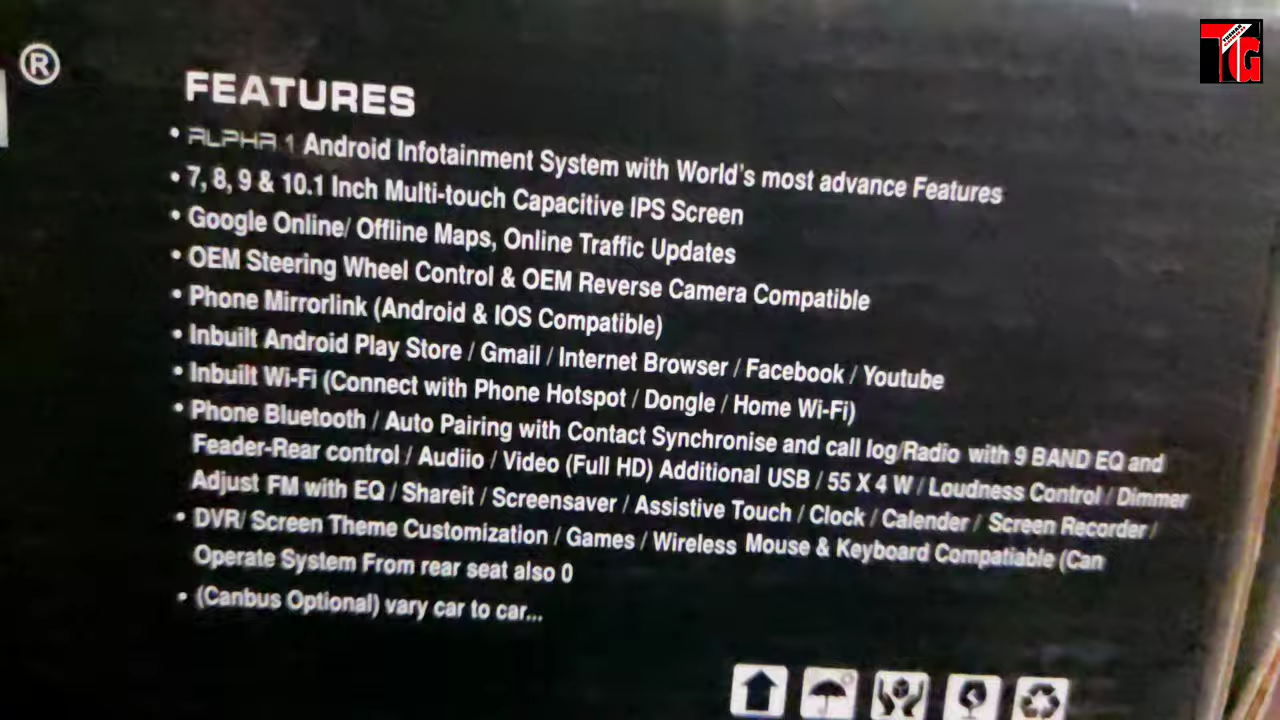 ®
FEATURES
• ALPHA 1 Android Infotainment System with World's most advance Features
• 7, 8, 9 & 10.1 Inch Multi-touch Capacitive IPS Screen
• Google Online/ Offline Maps, Online Traffic Updates
• OEM Steering Wheel Control & OEM Reverse Camera Compatible
• Phone Mirrorlink (Android & IOS Compatible)
• Inbuilt Android Play Store / Gmail / Internet Browser / Facebook / Youtube
• Inbuilt Wi-Fi (Connect with Phone Hotspot / Dongle / Home Wi-Fi)
• Phone Bluetooth / Auto Pairing with Contact Synchronise and call log/Radio with 9 BAND EQ and
Feader-Rear control / Audiio / Video (Full HD) Additional USB / 55 X 4 W / Loudness Control / Dimmer
Adjust FM with EQ / Shareit / Screensaver / Assistive Touch / Clock / Calender / Screen Recorder /
• DVR/ Screen Theme Customization / Games / Wireless Mouse & Keyboard Compatiable (Can
Operate System From rear seat also 0
• (Canbus Optional) vary car to car...
TG